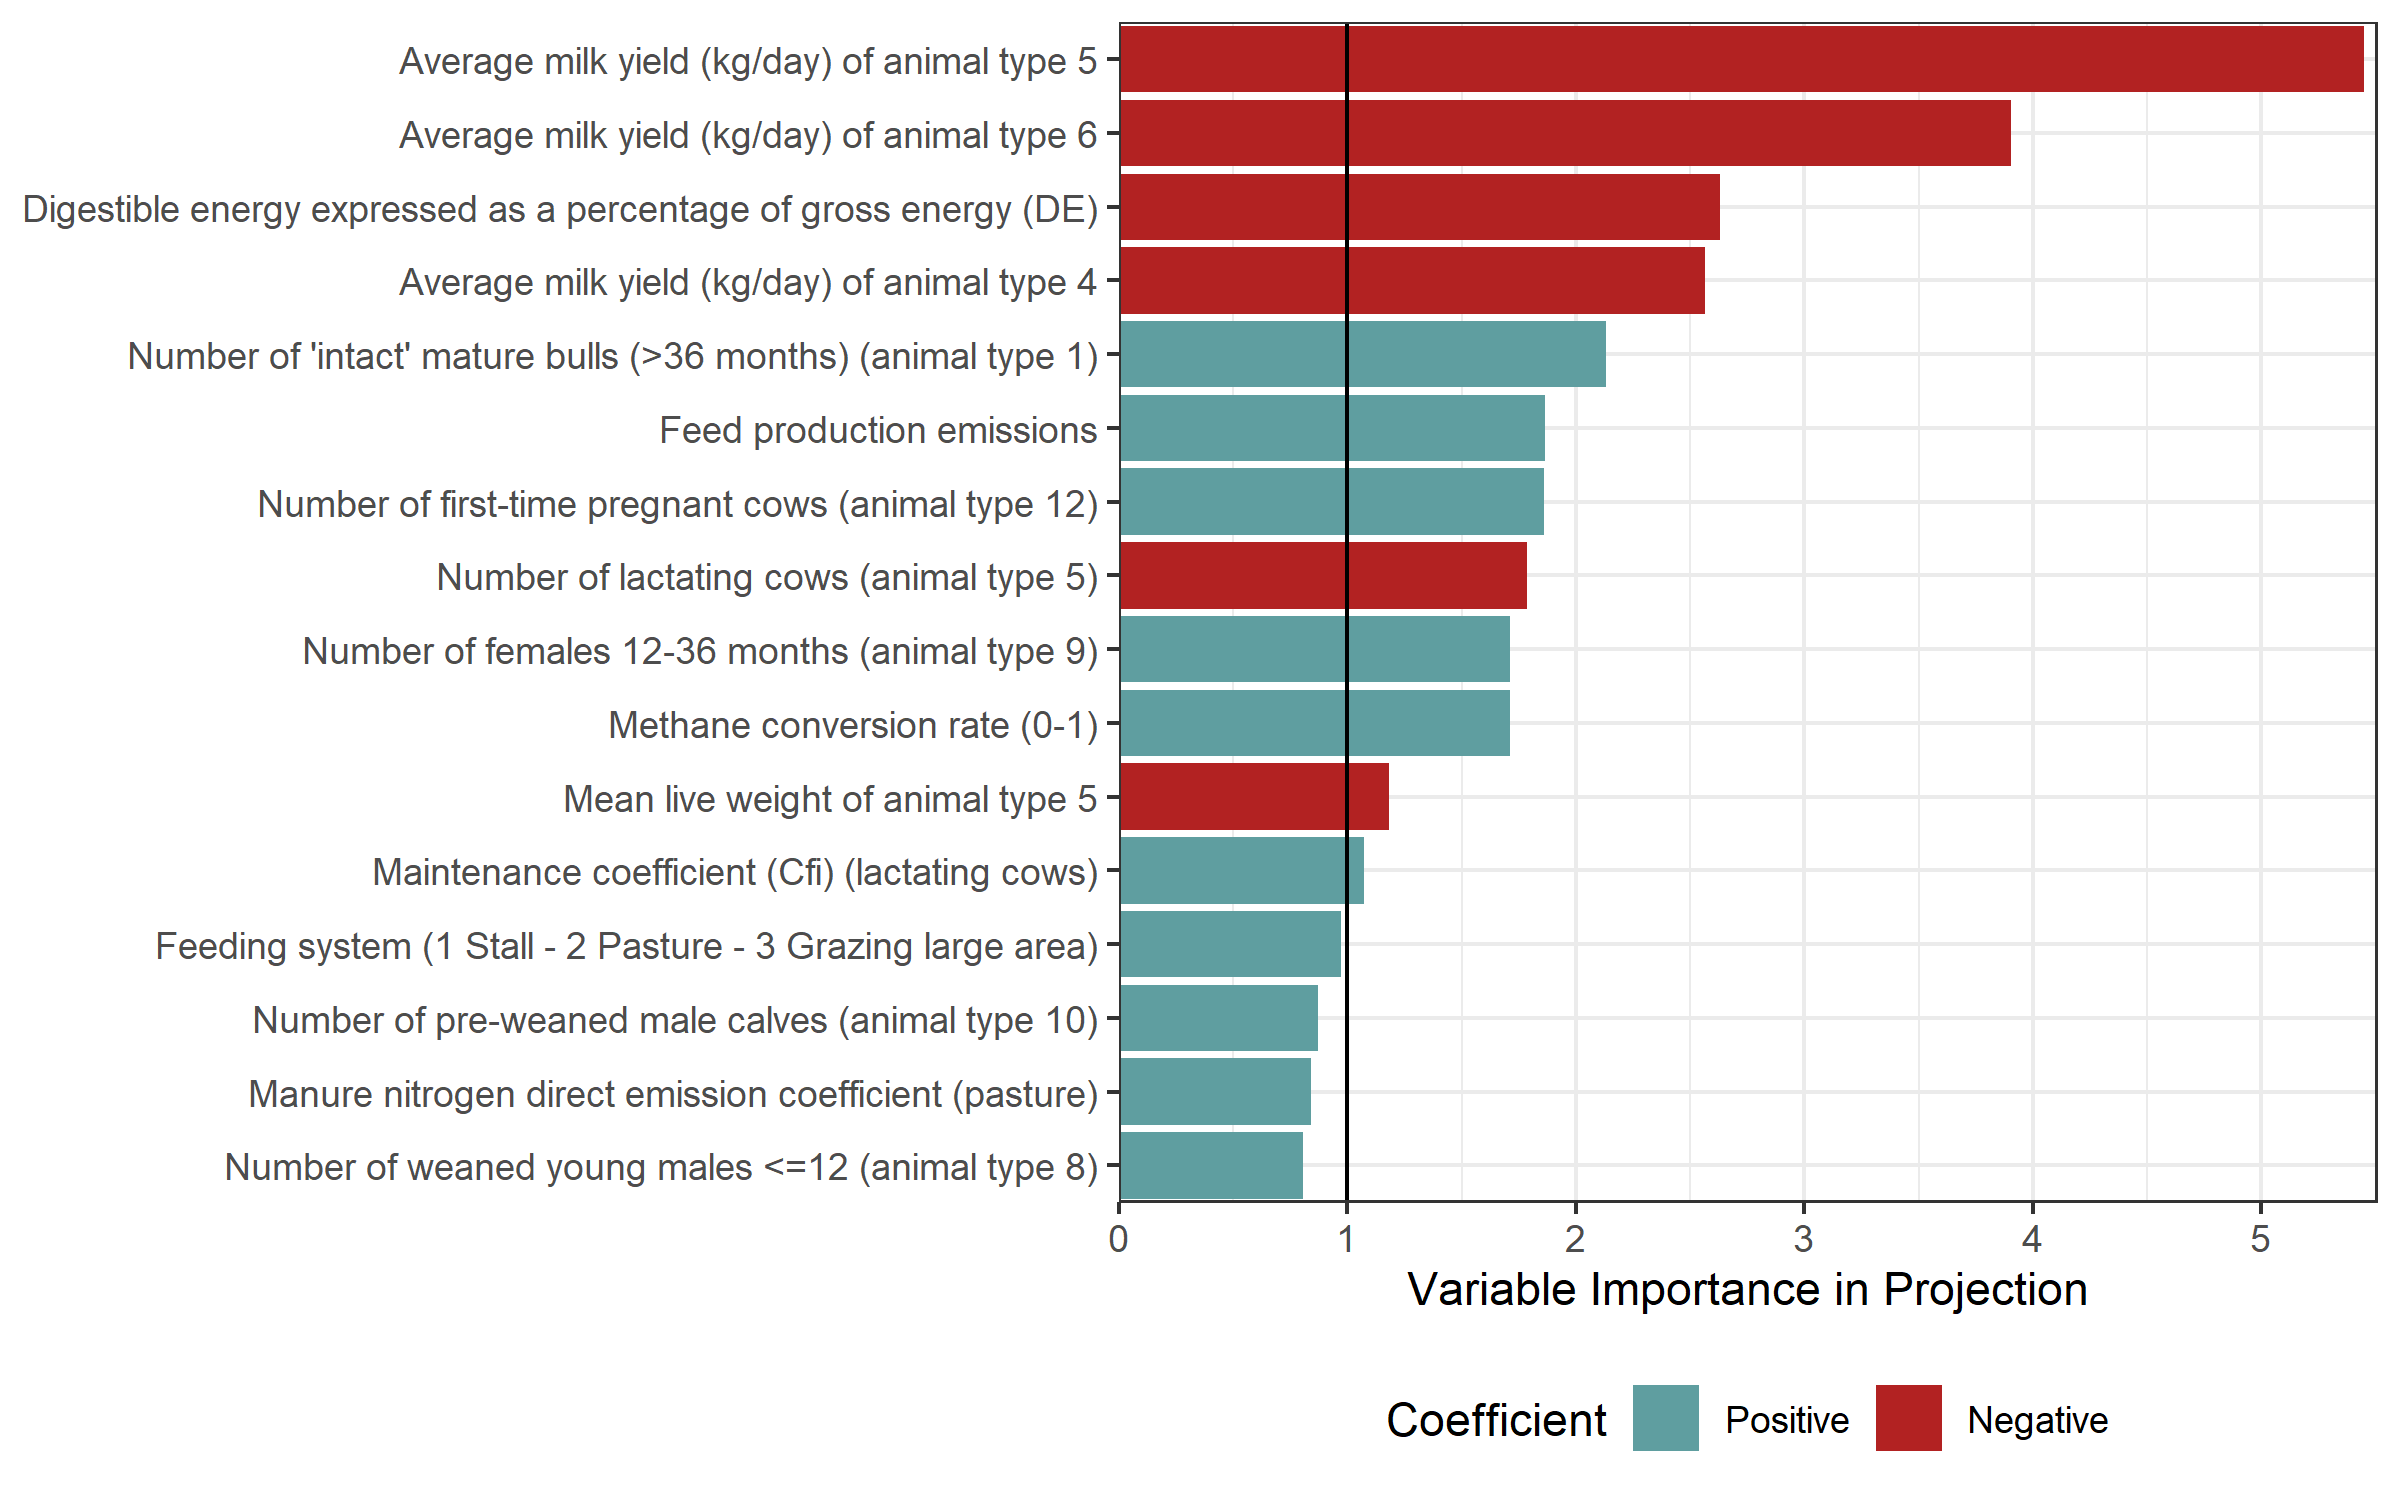 Average milk yield (kg/day) of animal type 5
Average milk yield (kg/day) of animal type 6
Digestible energy expressed as a percentage of gross energy (DE)
Average milk yield (kg/day) of animal type 4
Number of 'intact' mature bulls (>36 months) (animal type 1)
Feed production emissions
Number of first-time pregnant cows (animal type 12)
Number of lactating cows (animal type 5)
Number of females 12-36 months (animal type 9)
Methane conversion rate (0-1)
Mean live weight of animal type 5
Maintenance coefficient (Cfi) (lactating cows)
Feeding system (1 Stall - 2 Pasture - 3 Grazing large area)
Number of pre-weaned male calves (animal type 10)
Manure nitrogen direct emission coefficient (pasture)
Number of weaned young males <=12 (animal type 8)
0 1 2 3 4 5
Variable Importance in Projection
Coefficient Positive Negative